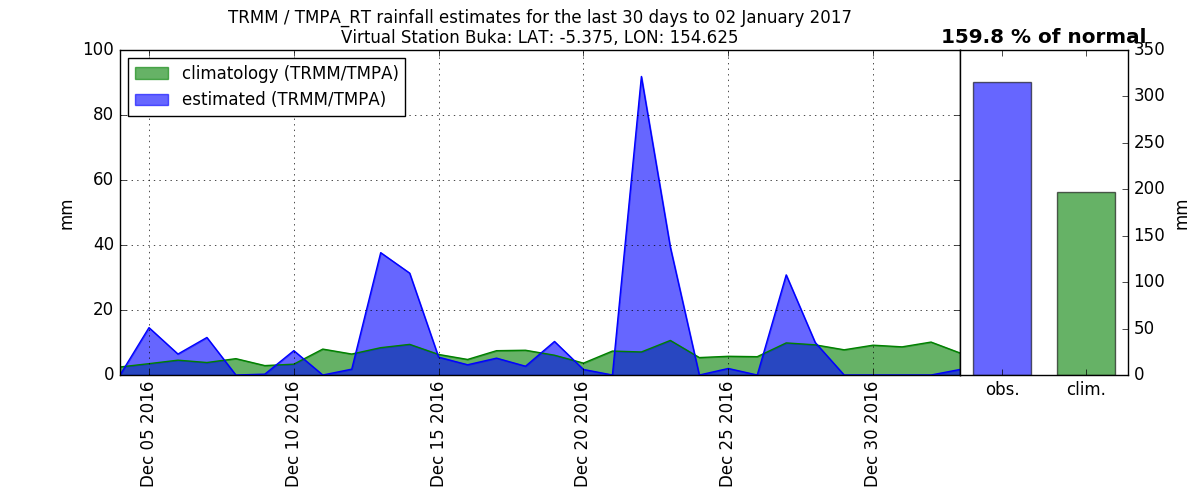 TRMM / TMPA_RT rainfall estimates for the last 30 days to 02 January 2017
Virtual Station Buka: LAT: -5.375, LON: 154.625
159.8 % of normal
climatology (TRMM/TMPA)
estimated (TRMM/TMPA)
100
80
60
40
20
0
mm
Dec 05 2016
Dec 10 2016
Dec 15 2016
Dec 20 2016
Dec 25 2016
Dec 30 2016
350
300
250
200
150
100
50
0
mm
obs.
clim.